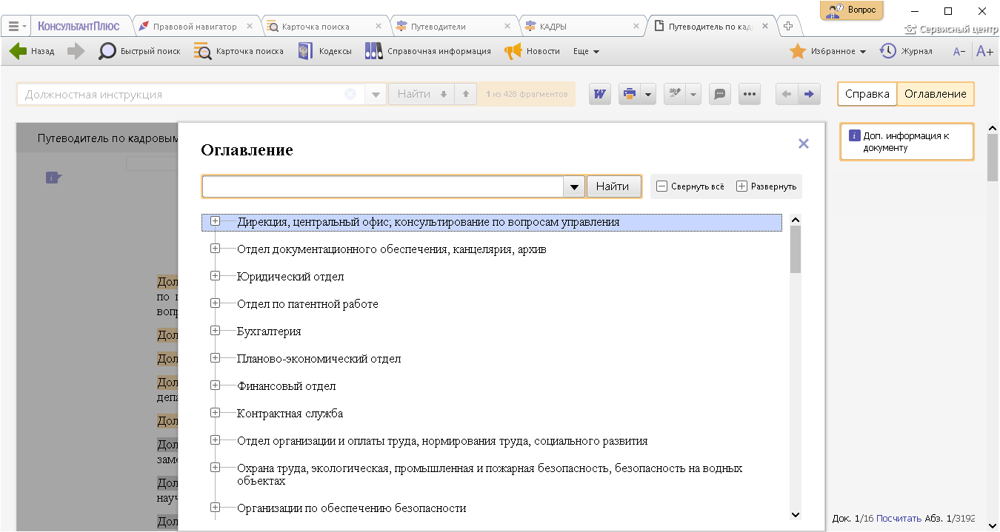 Вопрос
КонсультантПлюс
Правовой навигатор
Карточка поиска
Путеводители
КАДРЫ
Путеводитель по кадр
Сервисный центр
Назад
Быстрый поиск
Карточка поиска
Кодексы
Справочная информация
Новости
Еще
Избранное
Журнал
А−
А+
Должностная инструкция
Найти
1 из 428 фрагментов
Справка
Оглавление
Путеводитель по кадровым
Доп. информация к
документу
Оглавление
Найти
Свернуть всё
Развернуть
Дирекция, центральный офис; консультирование по вопросам управления
Отдел документационного обеспечения, канцелярия, архив
Юридический отдел
Отдел по патентной работе
Бухгалтерия
Планово-экономический отдел
Финансовый отдел
Контрактная служба
Отдел организации и оплаты труда, нормирования труда, социального развития
Охрана труда, экологическая, промышленная и пожарная безопасность, безопасность на водных
объектах
Организации по обеспечению безопасности
Дол
по
вопр
Дол
Дол
Дол
депа
Дол
Дол
заме
Дол
науч
Дол
Док. 1/16 Посчитать Абз. 1/3192